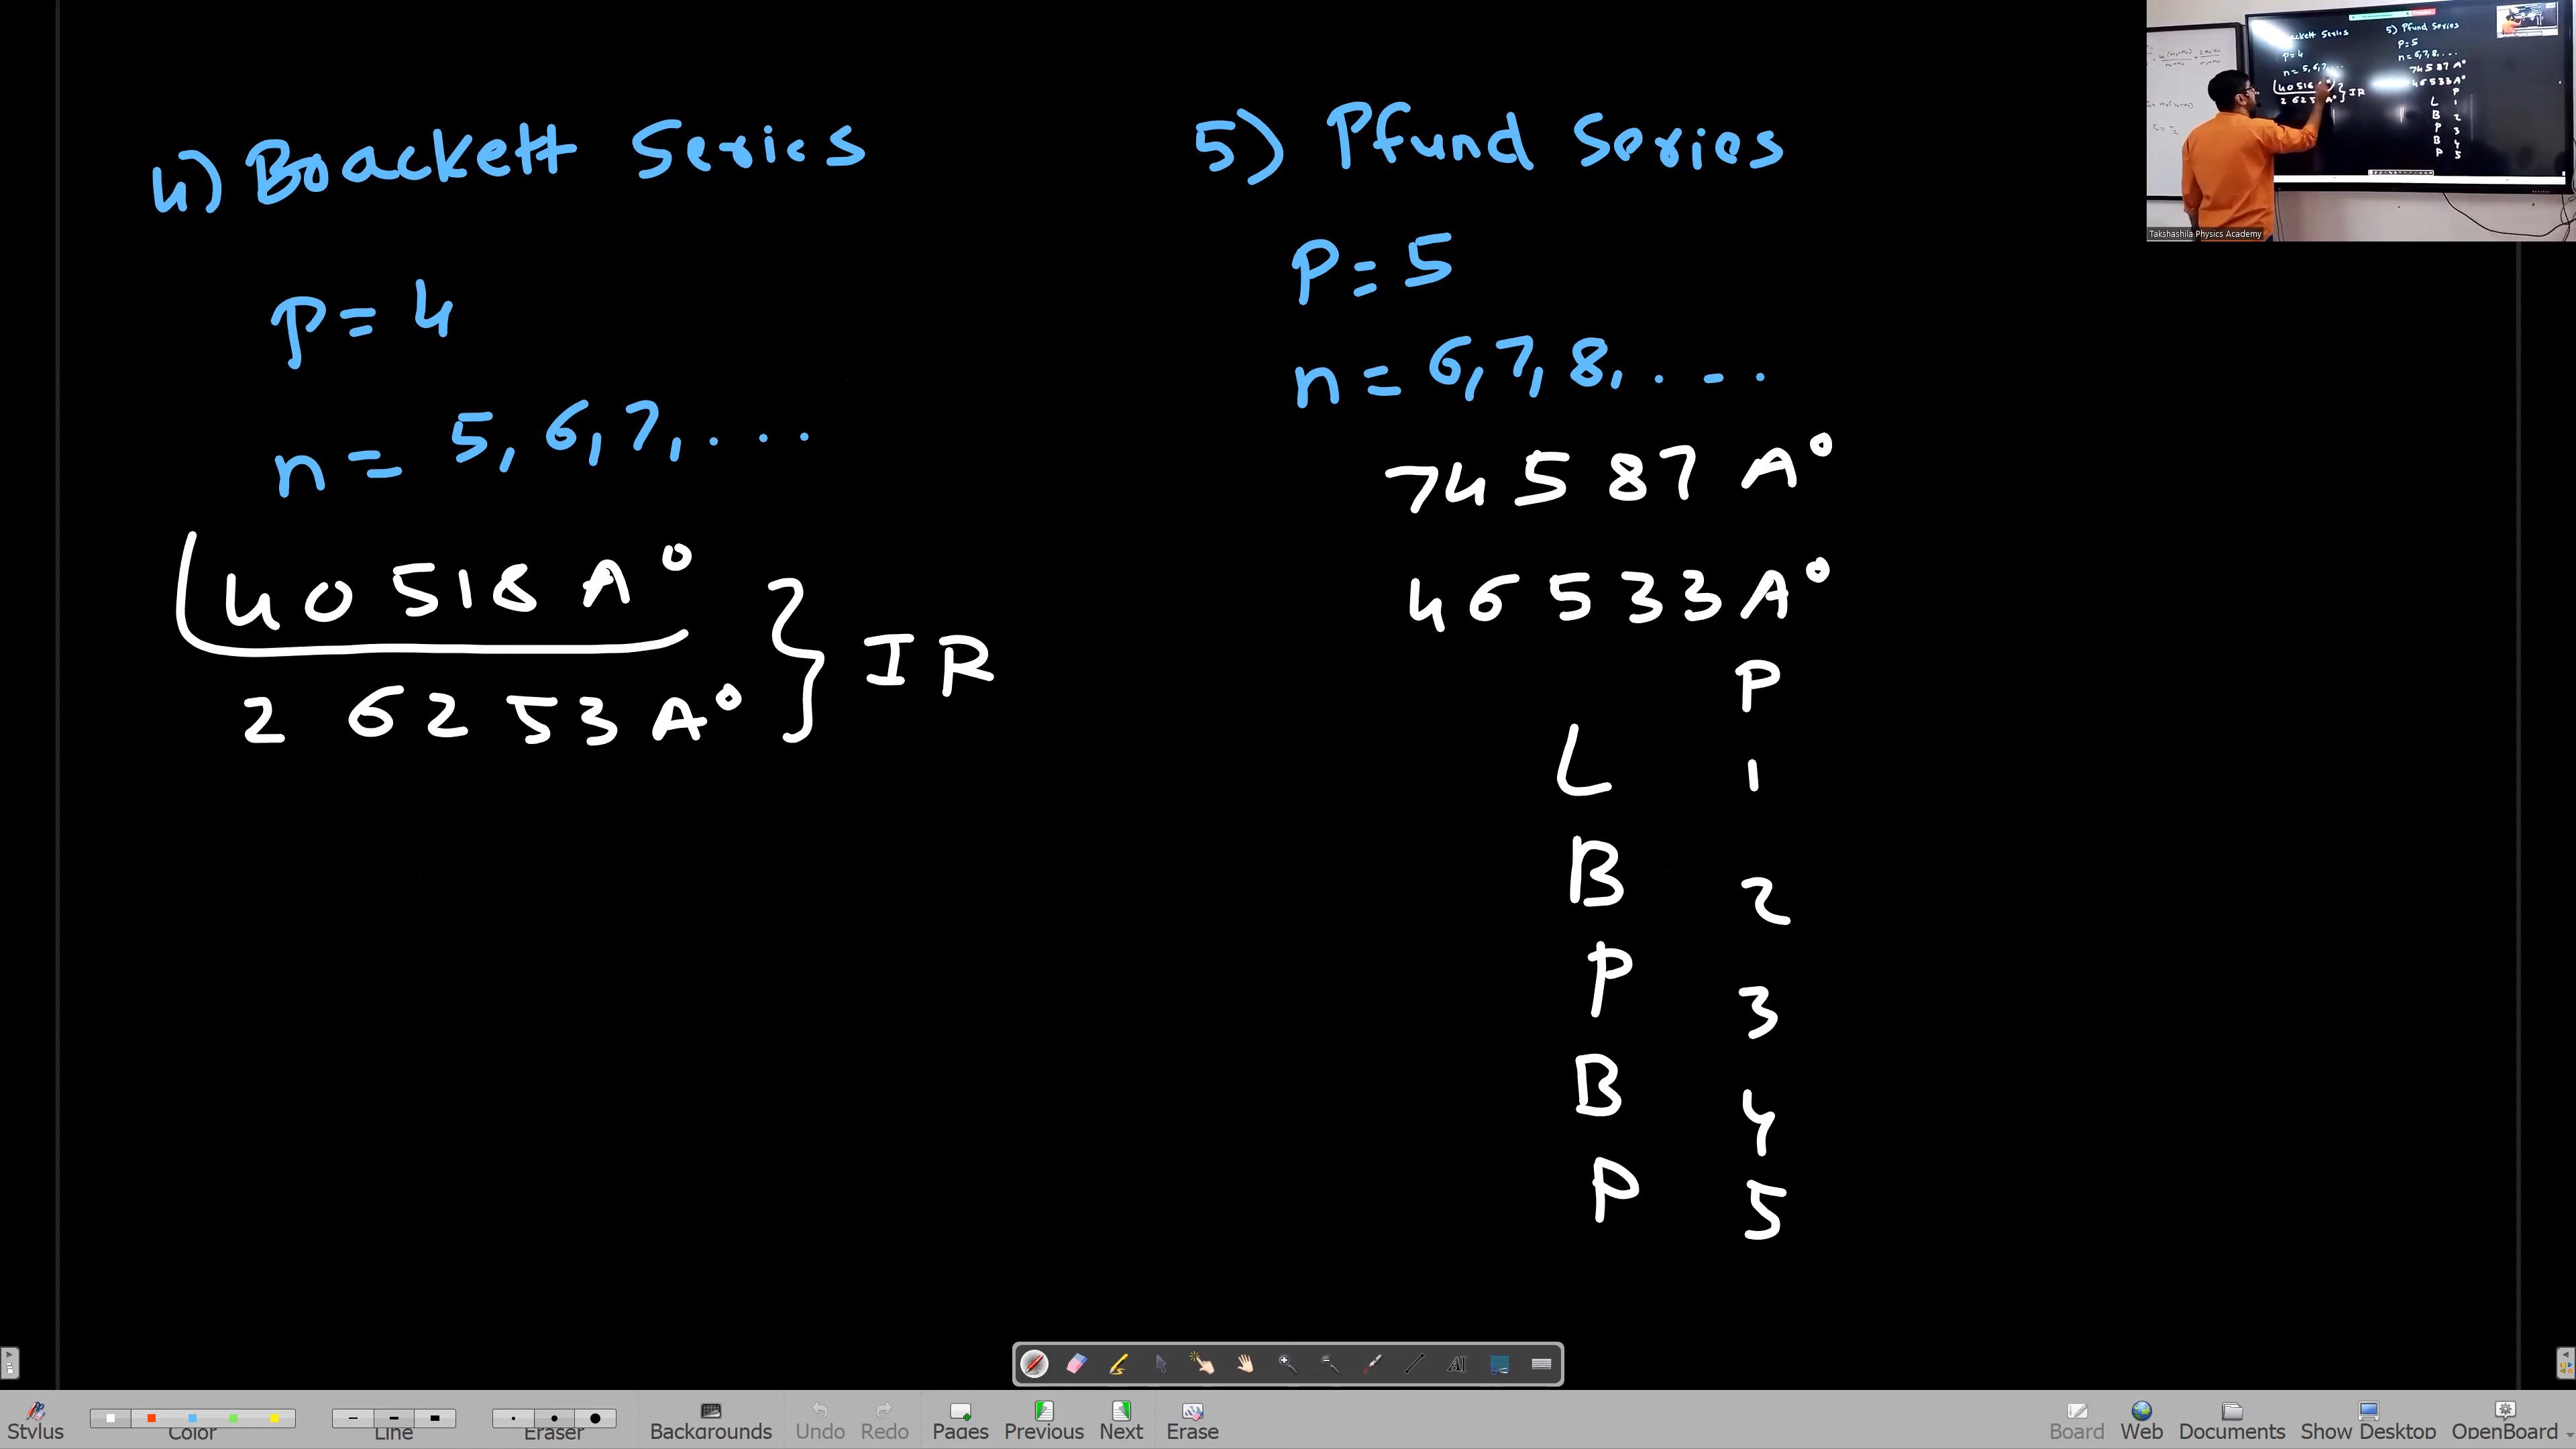 4) Brackett Series
P = 4
n = 5, 6, 7, . . .
40518 A°
26253 A°
} IR
5) Pfund Series
P = 5
n = 6, 7, 8, . - .
74587 A°
46533 A°
P
L 1
B 2
P 3
B 4
P 5
Takshashila Physics Academy
Stylus
Color
Line
Eraser
Backgrounds
Undo
Redo
Pages
Previous
Next
Erase
Board
Web
Documents
Show Desktop
OpenBoard